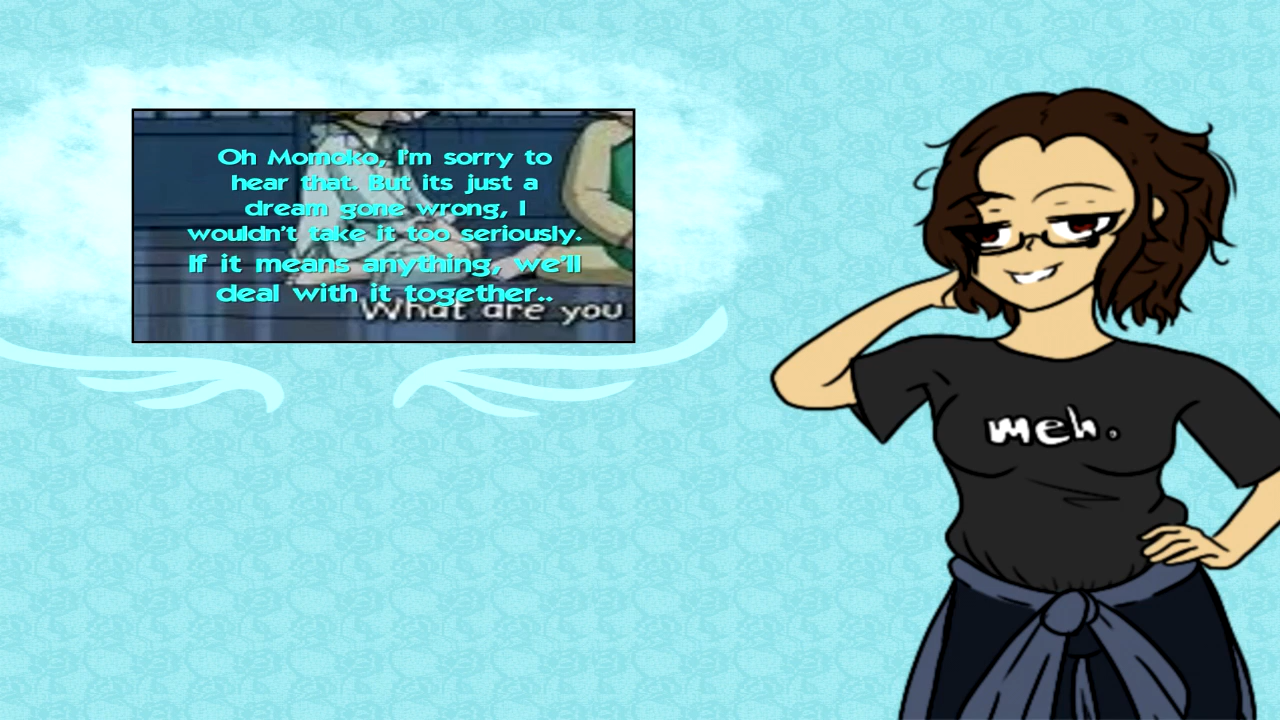 Oh Momoko, I'm sorry to
hear that. But its just a
dream gone wrong, I
wouldn't take it too seriously.
If it means anything, we'll
deal with it together..
What are you
meh.